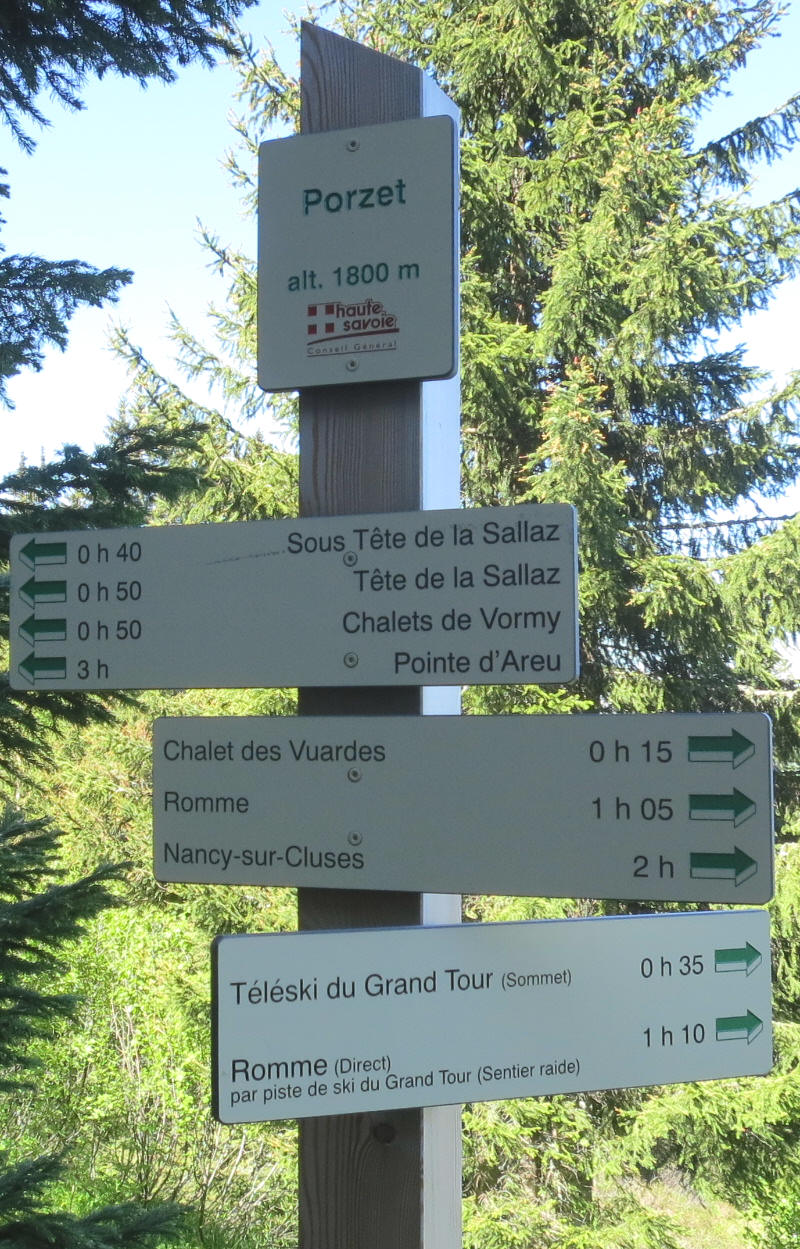 Porzet
alt. 1800 m
haute
savoie
Conseil Général
0 h 40 Sous Tête de la Sallaz
0 h 50 Tête de la Sallaz
0 h 50 Chalets de Vormy
3 h Pointe d'Areu
Chalet des Vuardes 0 h 15
Romme 1 h 05
Nancy-sur-Cluses 2 h
Téléski du Grand Tour (Sommet) 0 h 35
Romme (Direct) 1 h 10
par piste de ski du Grand Tour (Sentier raide)